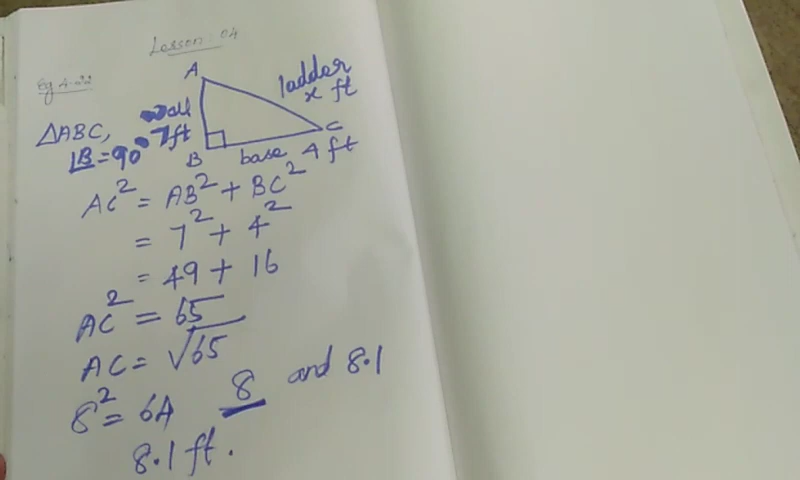 Lesson: 04
Eg 4.22
A
ladder
x ft
wall
7ft
△ABC,
∠B = 90°
B
base 4 ft
C
AC² = AB² + BC²
= 7² + 4²
= 49 + 16
AC² = 65
AC = √65
8² = 64 8 and 8.1
8.1 ft.